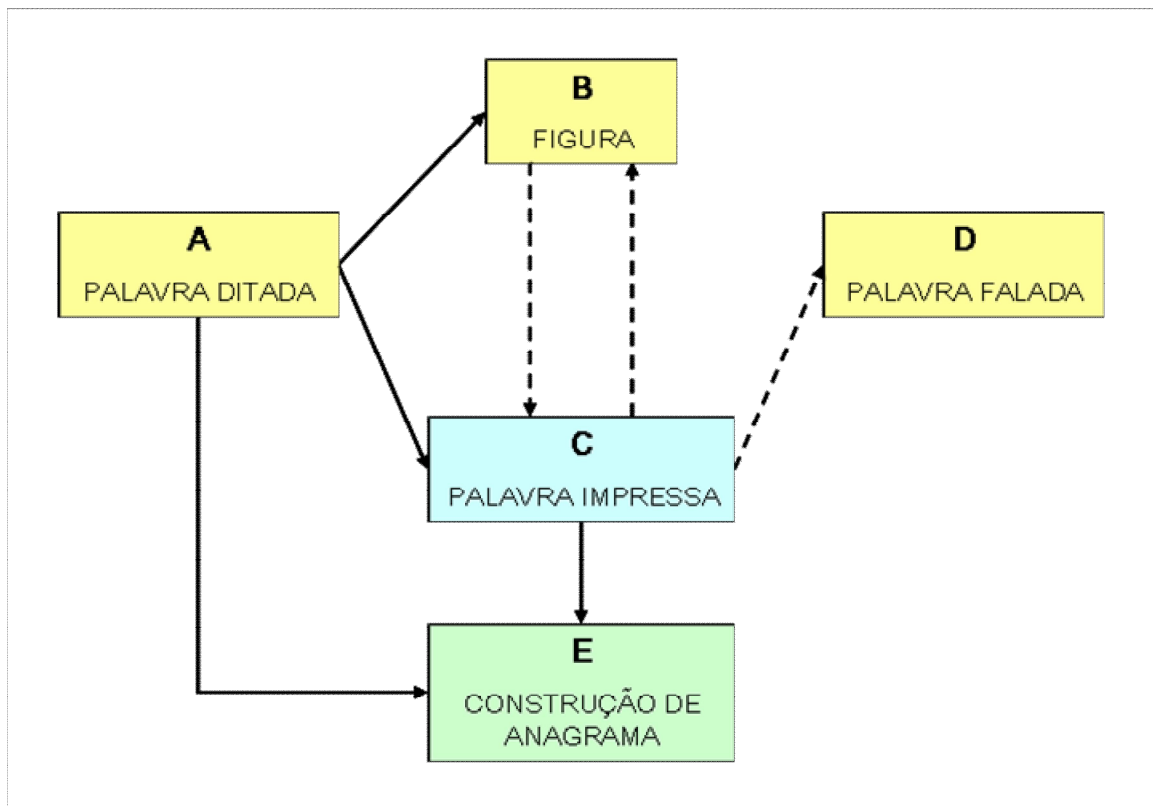 B
FIGURA
A
PALAVRA DITADA
D
PALAVRA FALADA
C
PALAVRA IMPRESSA
E
CONSTRUÇÃO DE
ANAGRAMA